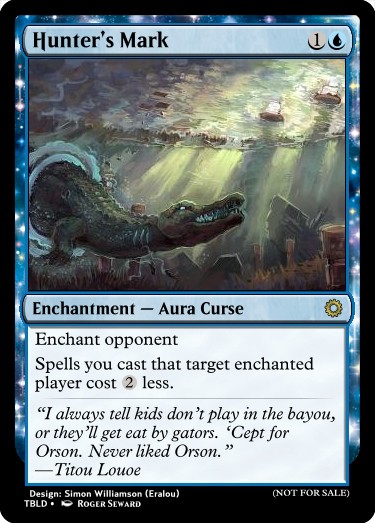 Hunter's Mark 1
Enchantment — Aura Curse
Enchant opponent
Spells you cast that target enchanted
player cost 2 less.
“I always tell kids don't play in the bayou,
or they'll get eat by gators. ‘Cept for
Orson. Never liked Orson.”
—Titou Louoe
Design: Simon Williamson (Eralou)
(NOT FOR SALE)
TBLD • Roger Seward